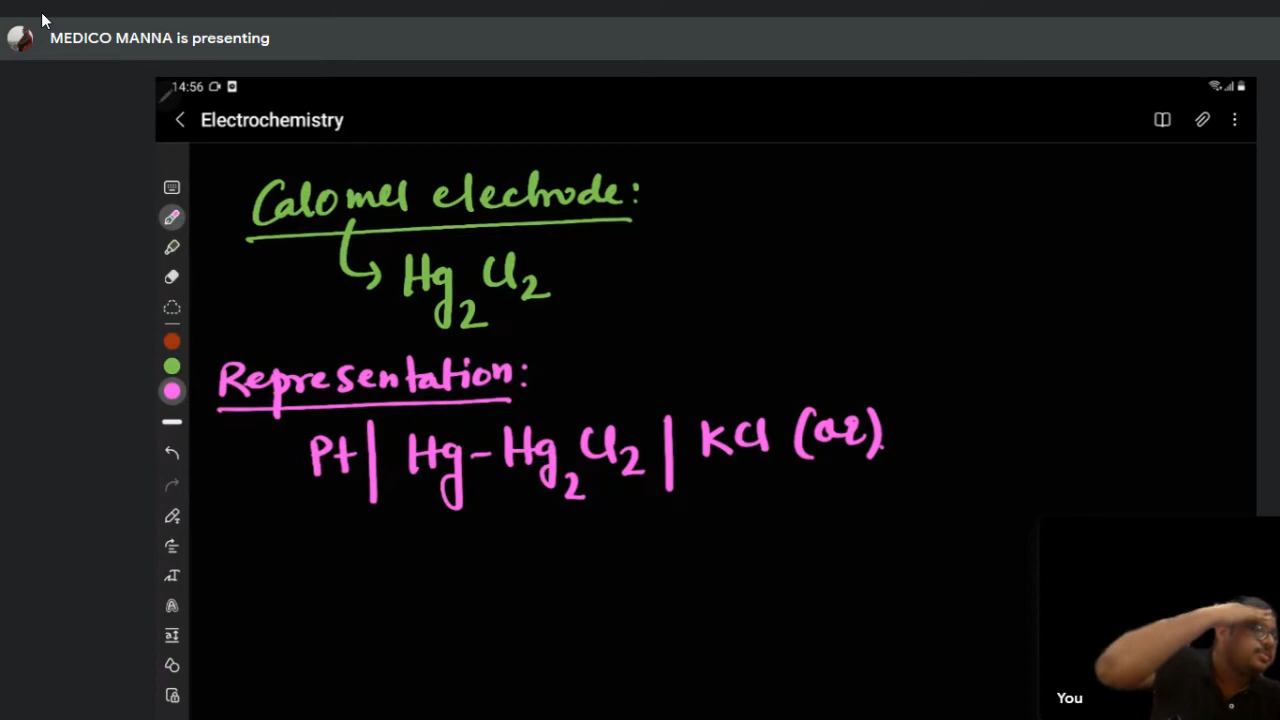 MEDICO MANNA is presenting
14:56
Electrochemistry
Calomel electrode:
Hg2Cl2
Representation:
Pt| Hg-Hg2Cl2 | KCl (aq).
You